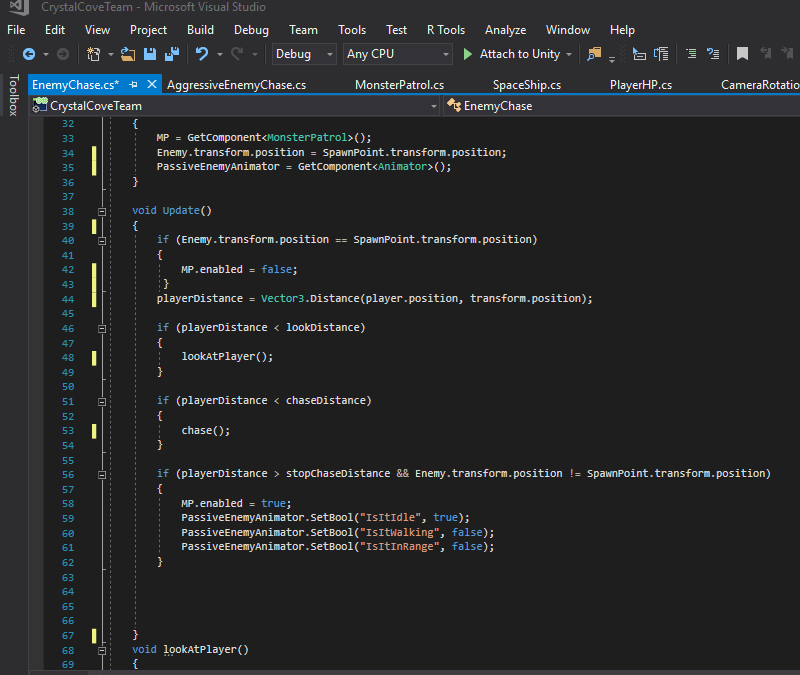 CrystalCoveTeam - Microsoft Visual Studio
File Edit View Project Build Debug Team Tools Test R Tools Analyze Window Help
Debug Any CPU Attach to Unity
Toolbox
EnemyChase.cs* AggressiveEnemyChase.cs MonsterPatrol.cs SpaceShip.cs PlayerHP.cs CameraRotatio
CrystalCoveTeam EnemyChase
32 {
33 MP = GetComponent<MonsterPatrol>();
34 Enemy.transform.position = SpawnPoint.transform.position;
35 PassiveEnemyAnimator = GetComponent<Animator>();
36 }
37
38 void Update()
39 {
40 if (Enemy.transform.position == SpawnPoint.transform.position)
41 {
42 MP.enabled = false;
43 }
44 playerDistance = Vector3.Distance(player.position, transform.position);
45
46 if (playerDistance < lookDistance)
47 {
48 lookAtPlayer();
49 }
50
51 if (playerDistance < chaseDistance)
52 {
53 chase();
54 }
55
56 if (playerDistance > stopChaseDistance && Enemy.transform.position != SpawnPoint.transform.position)
57 {
58 MP.enabled = true;
59 PassiveEnemyAnimator.SetBool("IsItIdle", true);
60 PassiveEnemyAnimator.SetBool("IsItWalking", false);
61 PassiveEnemyAnimator.SetBool("IsItInRange", false);
62 }
63
64
65
66
67 }
68 void lookAtPlayer()
69 {